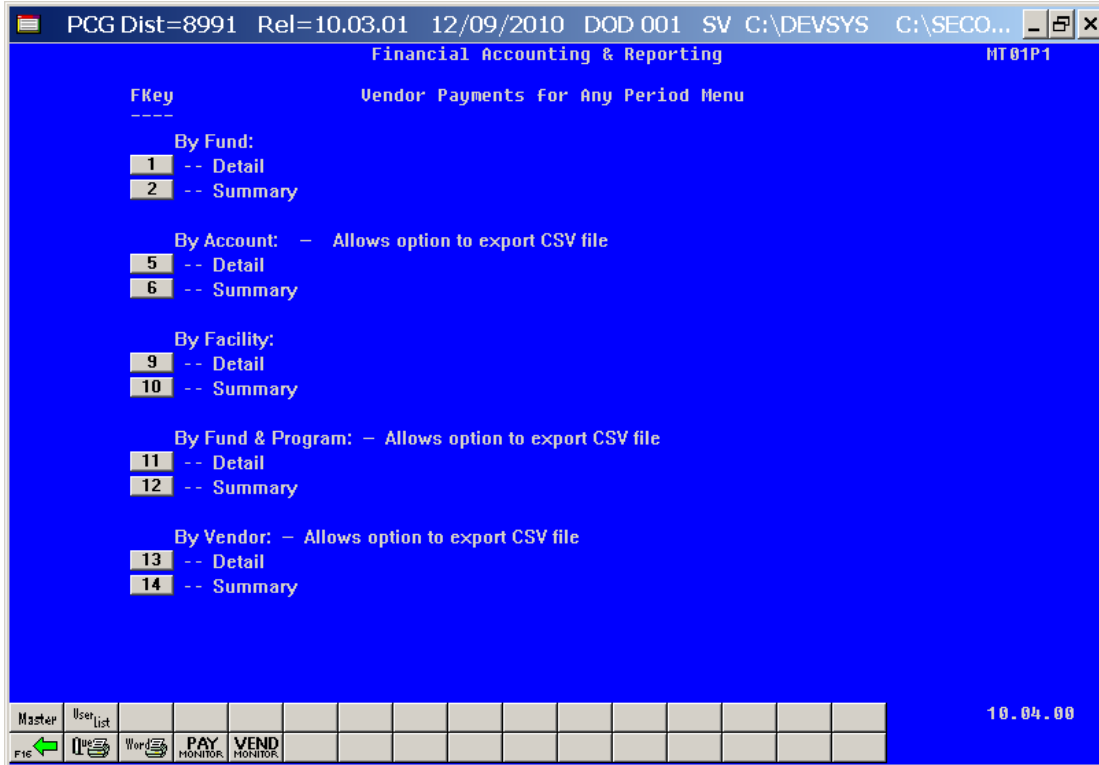 PCG Dist=8991 Rel=10.03.01 12/09/2010 DOD 001 SV C:\DEVSYS C:\SECO...
Financial Accounting & Reporting MT01P1
FKey Vendor Payments for Any Period Menu
----
By Fund:
1 -- Detail
2 -- Summary
By Account: – Allows option to export CSV file
5 -- Detail
6 -- Summary
By Facility:
9 -- Detail
10 -- Summary
By Fund & Program: – Allows option to export CSV file
11 -- Detail
12 -- Summary
By Vendor: – Allows option to export CSV file
13 -- Detail
14 -- Summary
Master User List 10.04.00
F16 Que Word PAY MONITOR VEND MONITOR